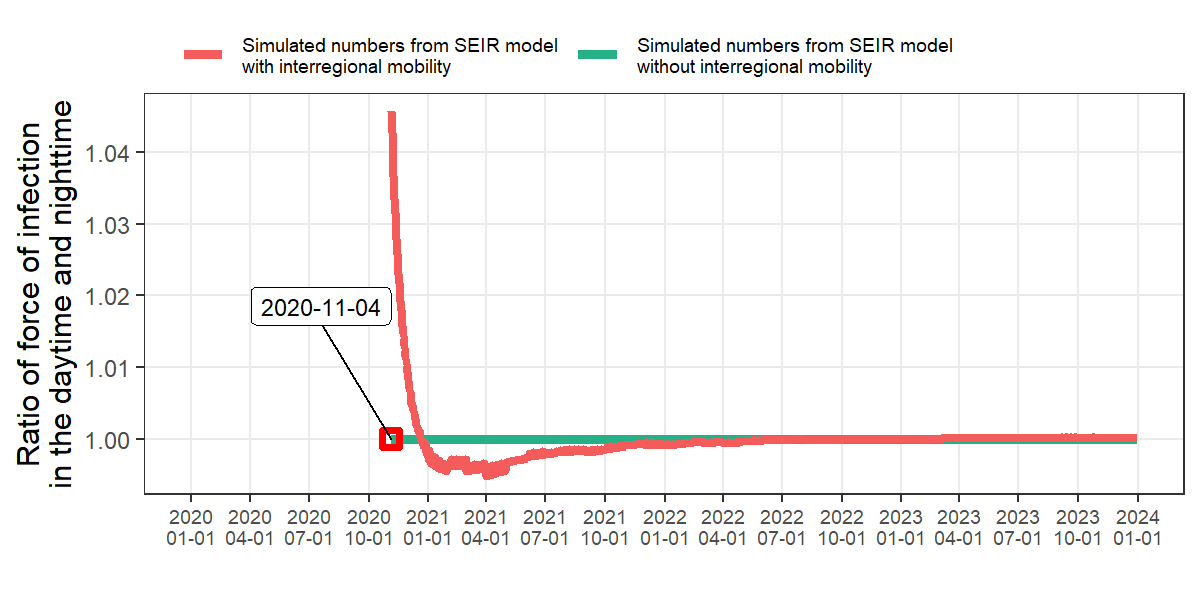 Simulated numbers from SEIR model
with interregional mobility
Simulated numbers from SEIR model
without interregional mobility
Ratio of force of infection
in the daytime and nighttime
1.04
1.03
1.02
1.01
1.00
2020-11-04
2020 2020 2020 2020 2021 2021 2021 2021 2022 2022 2022 2022 2023 2023 2023 2023 2024
01-01 04-01 07-01 10-01 01-01 04-01 07-01 10-01 01-01 04-01 07-01 10-01 01-01 04-01 07-01 10-01 01-01